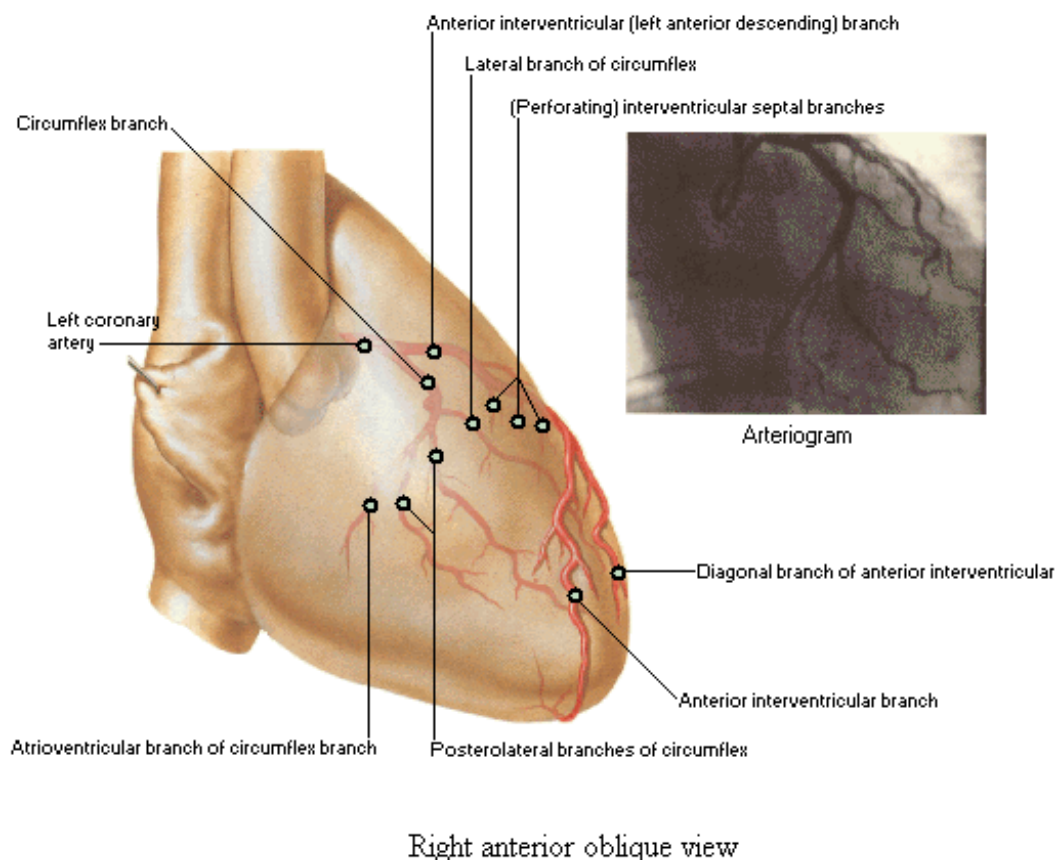 Anterior interventricular (left anterior descending) branch
Lateral branch of circumflex
(Perforating) interventricular septal branches
Circumflex branch
Left coronary
artery
Arteriogram
Diagonal branch of anterior interventricular
Anterior interventricular branch
Atrioventricular branch of circumflex branch
Posterolateral branches of circumflex
Right anterior oblique view